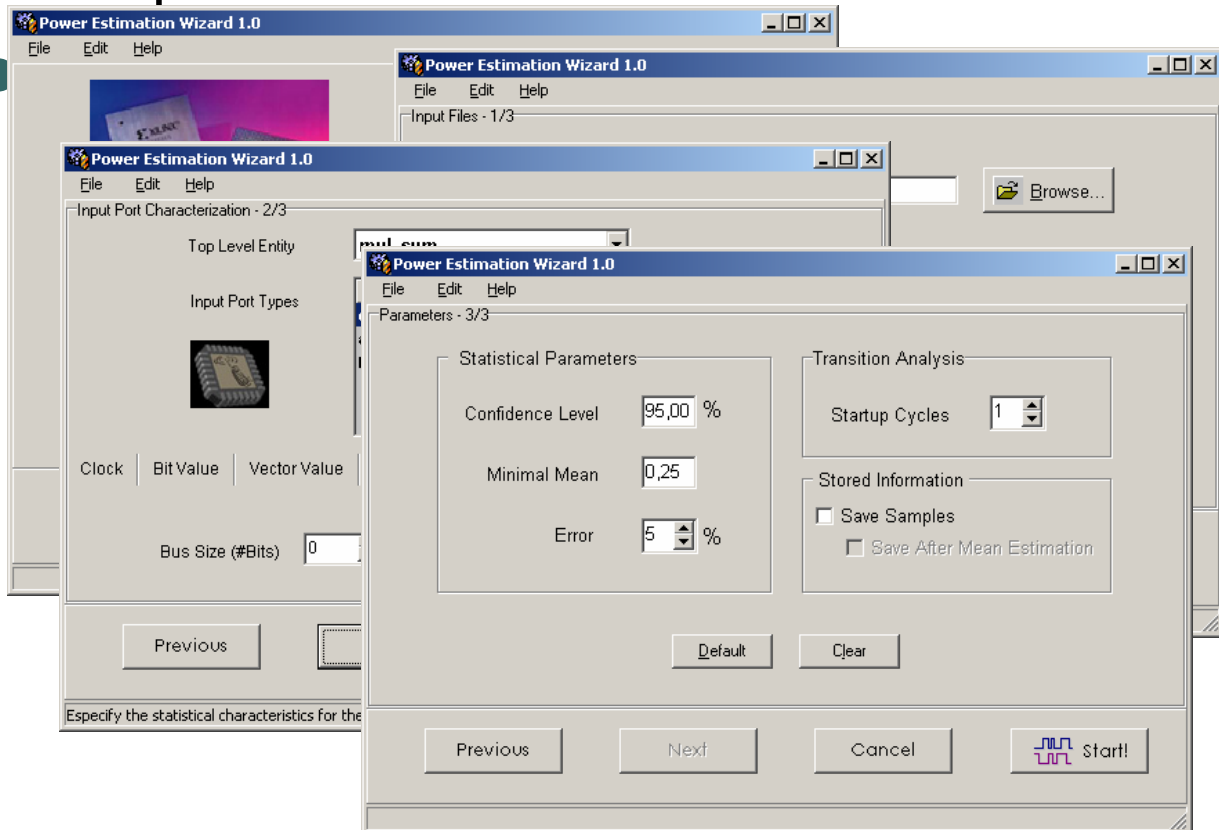 Power Estimation Wizard 1.0
File Edit Help
XILINX
Power Estimation Wizard 1.0
File Edit Help
Input Files - 1/3
Browse...
Power Estimation Wizard 1.0
File Edit Help
Input Port Characterization - 2/3
Top Level Entity mul_sum
Input Port Types
Clock Bit Value Vector Value
Bus Size (#Bits) 0
Previous
Especify the statistical characteristics for the
Power Estimation Wizard 1.0
File Edit Help
Parameters - 3/3
Statistical Parameters
Confidence Level 95,00 %
Minimal Mean 0,25
Error 5 %
Transition Analysis
Startup Cycles 1
Stored Information
Save Samples
Save After Mean Estimation
Default Clear
Previous Next Cancel Start!